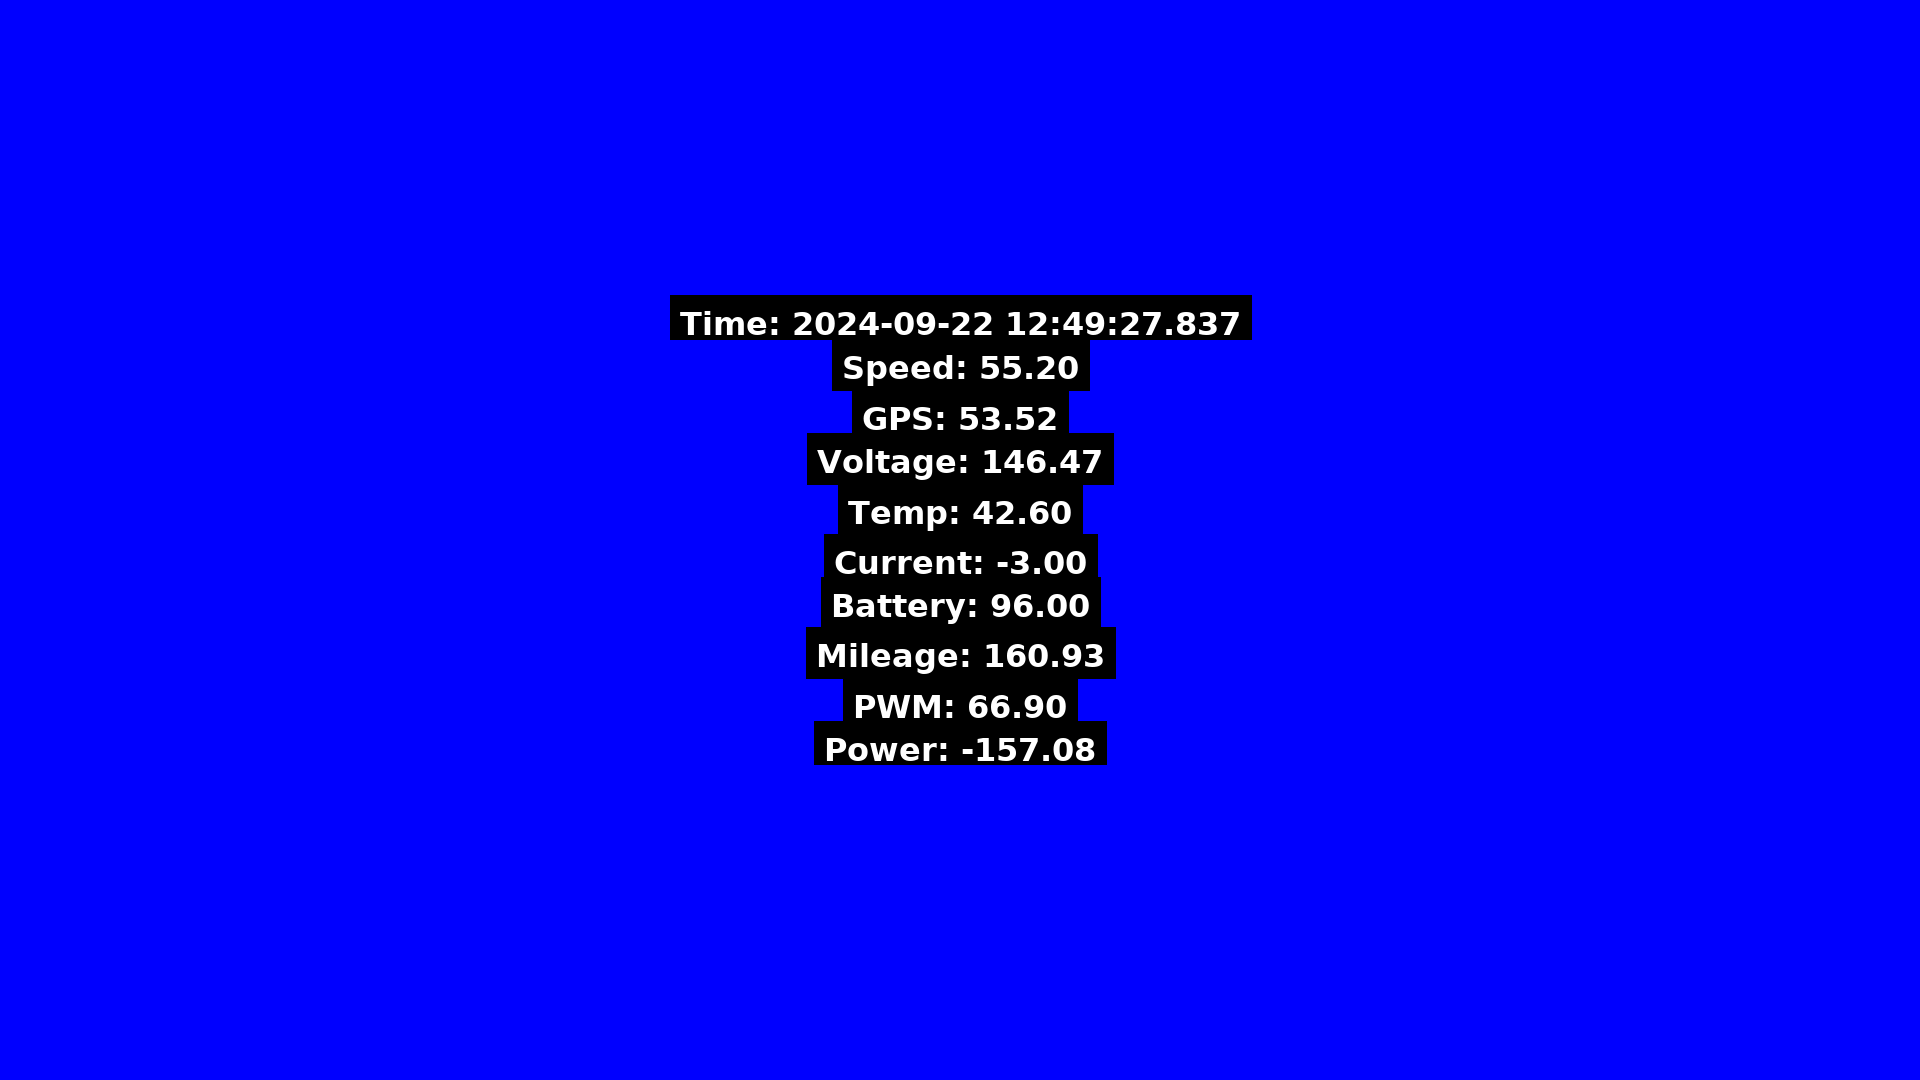 Time: 2024-09-22 12:49:27.837
Speed: 55.20
GPS: 53.52
Voltage: 146.47
Temp: 42.60
Current: -3.00
Battery: 96.00
Mileage: 160.93
PWM: 66.90
Power: -157.08